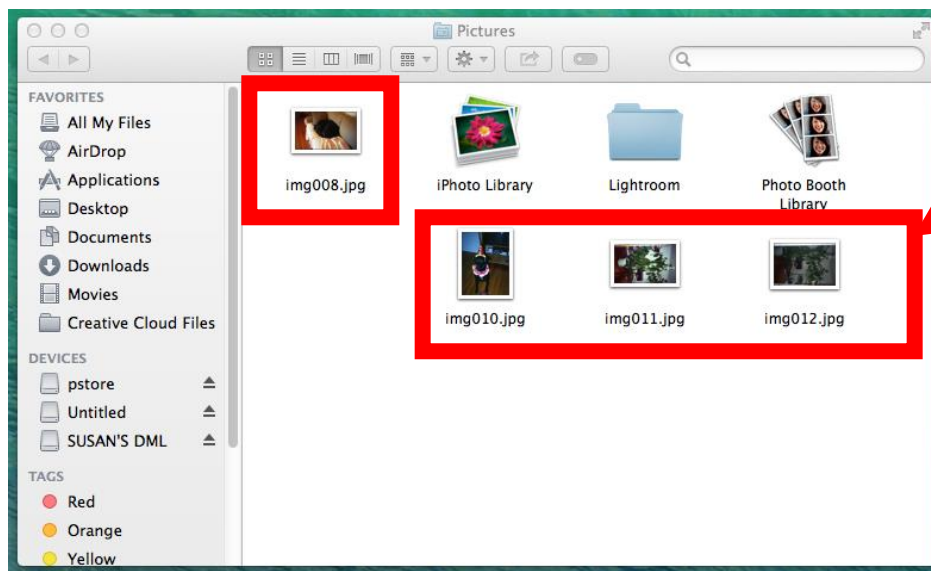 Pictures
FAVORITES
All My Files
AirDrop
Applications
Desktop
Documents
Downloads
Movies
Creative Cloud Files
DEVICES
pstore
Untitled
SUSAN'S DML
TAGS
Red
Orange
Yellow
img008.jpg
iPhoto Library
Lightroom
Photo Booth
Library
img010.jpg
img011.jpg
img012.jpg